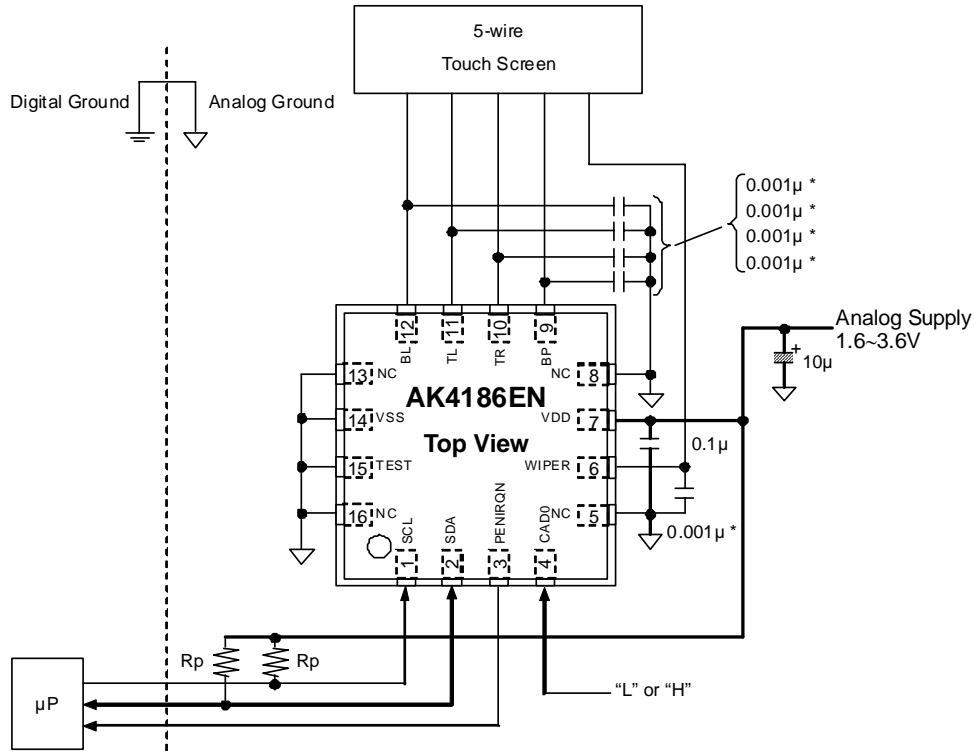 5-wire
Touch Screen
Digital Ground
Analog Ground
0.001µ *
0.001µ *
0.001µ *
0.001µ *
Analog Supply
1.6~3.6V
+
10µ
12
11
10
9
BL
TL
TR
BP
13 NC
NC 8
AK4186EN
14 VSS
VDD 7
Top View
0.1µ
15 TEST
WIPER 6
16 NC
NC 5
SCL
SDA
PENIRQN
CAD0
0.001µ *
1
2
3
4
Rp
Rp
µP
“L” or “H”